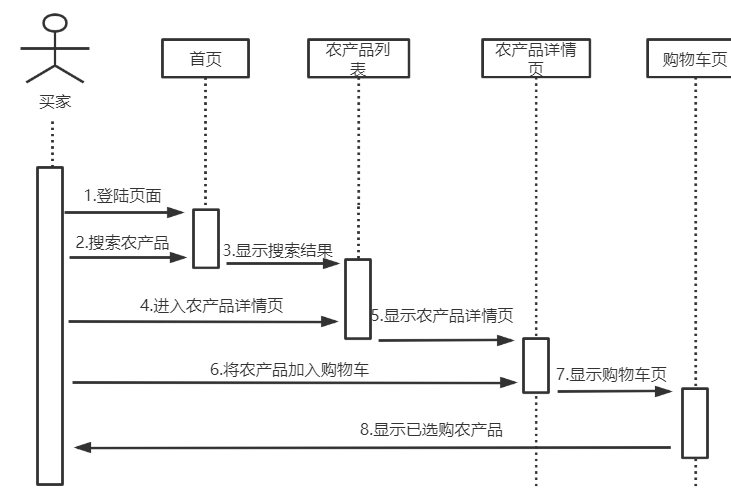 首页
农产品列
表
农产品详情
页
购物车页
买家
1.登陆页面
2.搜索农产品
3.显示搜索结果
4.进入农产品详情页
5.显示农产品详情页
6.将农产品加入购物车
7.显示购物车页
8.显示已选购农产品